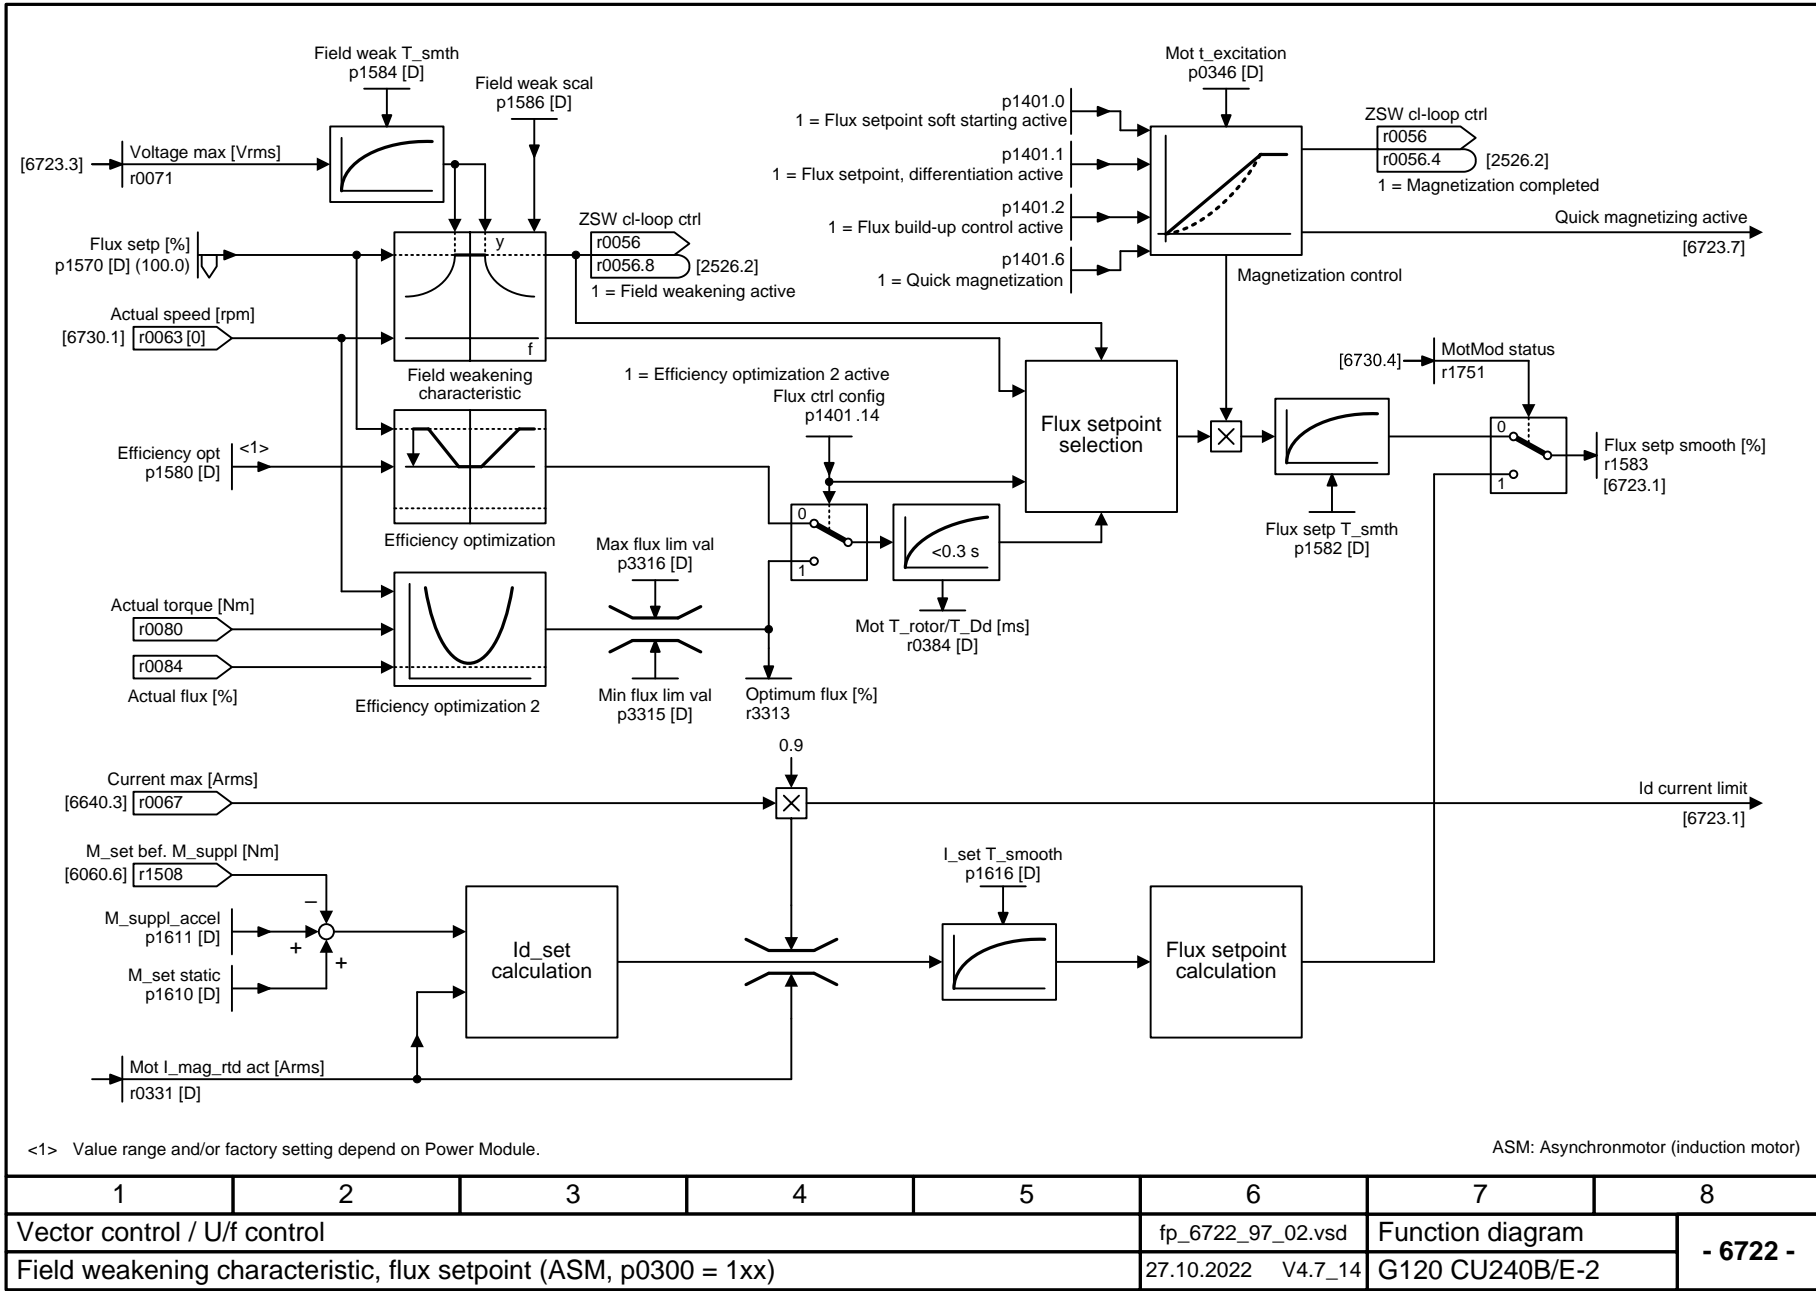 Field weak T_smth
p1584 [D]
Field weak scal
p1586 [D]
[6723.3]
Voltage max [Vrms]
r0071
Flux setp [%]
p1570 [D] (100.0)
Actual speed [rpm]
[6730.1]
r0063 [0]
y
f
Field weakening
characteristic
ZSW cl-loop ctrl
r0056
r0056.8
[2526.2]
1 = Field weakening active
Mot t_excitation
p0346 [D]
p1401.0
1 = Flux setpoint soft starting active
p1401.1
1 = Flux setpoint, differentiation active
p1401.2
1 = Flux build-up control active
p1401.6
1 = Quick magnetization
ZSW cl-loop ctrl
r0056
r0056.4
[2526.2]
1 = Magnetization completed
Quick magnetizing active
[6723.7]
Magnetization control
Efficiency opt
p1580 [D]
<1>
Efficiency optimization
1 = Efficiency optimization 2 active
Flux ctrl config
p1401 .14
0
1
<0.3 s
Mot T_rotor/T_Dd [ms]
r0384 [D]
Flux setpoint
selection
[6730.4]
MotMod status
r1751
0
1
Flux setp T_smth
p1582 [D]
Flux setp smooth [%]
r1583
[6723.1]
Actual torque [Nm]
r0080
r0084
Actual flux [%]
Efficiency optimization 2
Max flux lim val
p3316 [D]
Min flux lim val
p3315 [D]
Optimum flux [%]
r3313
0.9
Current max [Arms]
[6640.3]
r0067
Id current limit
[6723.1]
M_set bef. M_suppl [Nm]
[6060.6]
r1508
–
M_suppl_accel
p1611 [D]
+
+
M_set static
p1610 [D]
Id_set
calculation
I_set T_smooth
p1616 [D]
Flux setpoint
calculation
Mot I_mag_rtd act [Arms]
r0331 [D]
<1> Value range and/or factory setting depend on Power Module.
ASM: Asynchronmotor (induction motor)
1 2 3 4 5 6 7 8
Vector control / U/f control
fp_6722_97_02.vsd
Function diagram
- 6722 -
Field weakening characteristic, flux setpoint (ASM, p0300 = 1xx)
27.10.2022 V4.7_14
G120 CU240B/E-2